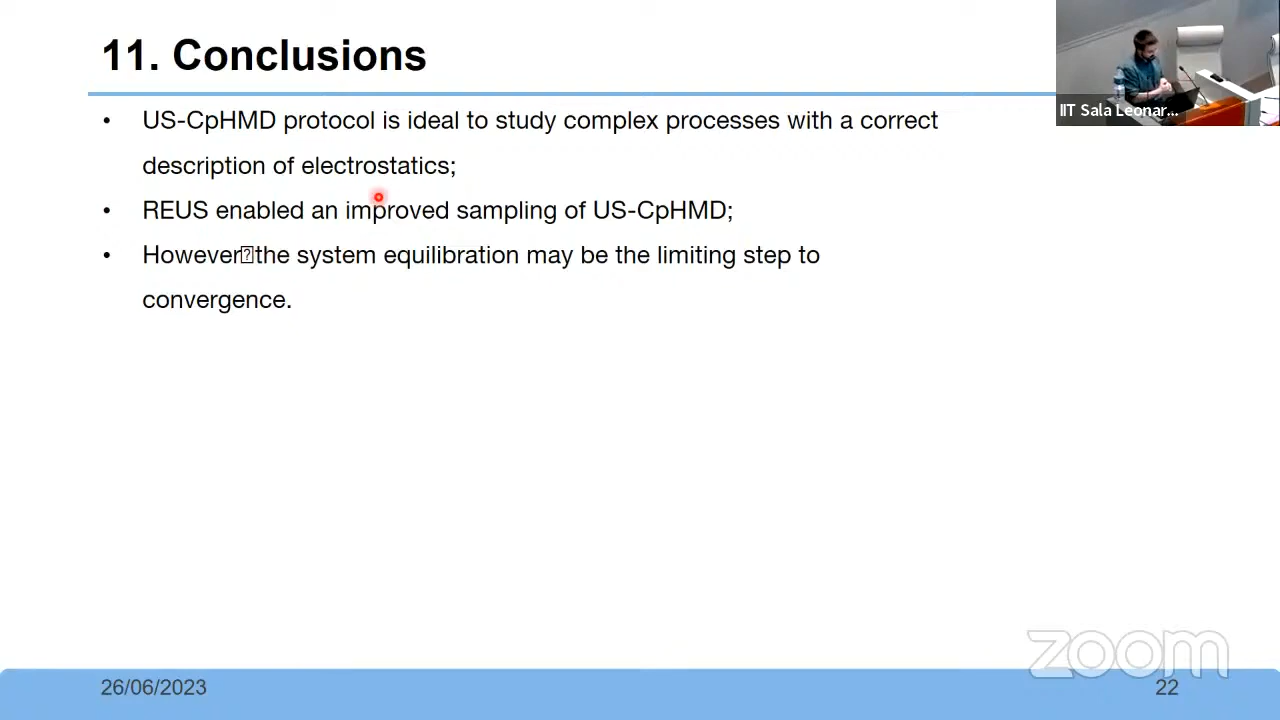 11. Conclusions
IIT Sala Leonar...
• US-CpHMD protocol is ideal to study complex processes with a correct
description of electrostatics;
• REUS enabled an improved sampling of US-CpHMD;
• However⍰the system equilibration may be the limiting step to
convergence.
zoom
26/06/2023
22